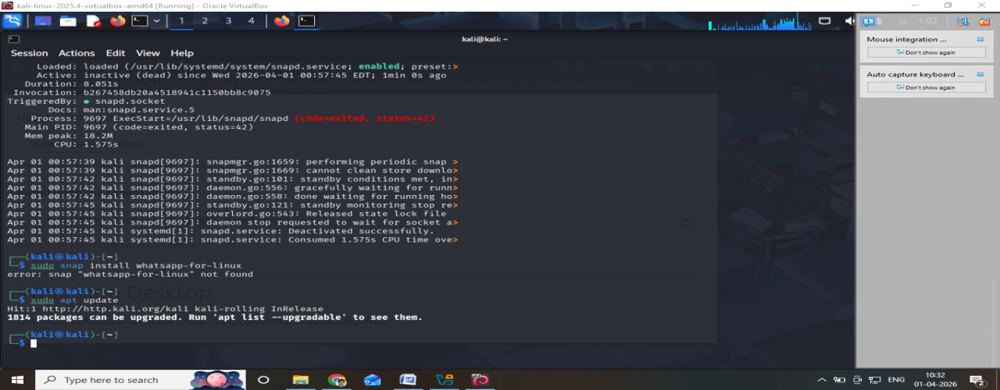 kali-linux-2025.4-virtualbox-amd64 [Running] - Oracle VirtualBox
1 2 3 4
1:02
kali@kali: ~
Session Actions Edit View Help
Loaded: loaded (/usr/lib/systemd/system/snapd.service; enabled; preset:>
Active: inactive (dead) since Wed 2026-04-01 00:57:45 EDT; 1min 0s ago
Duration: 8.051s
Invocation: b267458db20a4518941c1150bb8c9075
TriggeredBy: ● snapd.socket
Docs: man:snapd.service.5
Process: 9697 ExecStart=/usr/lib/snapd/snapd (code=exited, status=42)
Main PID: 9697 (code=exited, status=42)
Mem peak: 18.2M
CPU: 1.575s
Apr 01 00:57:39 kali snapd[9697]: snapmgr.go:1659: performing periodic snap >
Apr 01 00:57:39 kali snapd[9697]: snapmgr.go:1669: cannot clean store downlo>
Apr 01 00:57:42 kali snapd[9697]: standby.go:101: standby conditions met, in>
Apr 01 00:57:42 kali snapd[9697]: daemon.go:556: gracefully waiting for runn>
Apr 01 00:57:42 kali snapd[9697]: daemon.go:558: done waiting for running ho>
Apr 01 00:57:45 kali snapd[9697]: standby.go:121: standby monitoring stop re>
Apr 01 00:57:45 kali snapd[9697]: overlord.go:543: Released state lock file
Apr 01 00:57:45 kali snapd[9697]: daemon stop requested to wait for socket a>
Apr 01 00:57:45 kali systemd[1]: snapd.service: Deactivated successfully.
Apr 01 00:57:45 kali systemd[1]: snapd.service: Consumed 1.575s CPU time ove>
┌──(kali㉿kali)-[~]
└─$ sudo snap install whatsapp-for-linux
error: snap "whatsapp-for-linux" not found
┌──(kali㉿kali)-[~]
└─$ sudo apt update
Hit:1 http://http.kali.org/kali kali-rolling InRelease
1814 packages can be upgraded. Run 'apt list --upgradable' to see them.
┌──(kali㉿kali)-[~]
└─$
Desktop
Mouse integration ...
Don't show again
Auto capture keyboard ...
Don't show again
Type here to search
ENG
10:32
01-04-2026
2